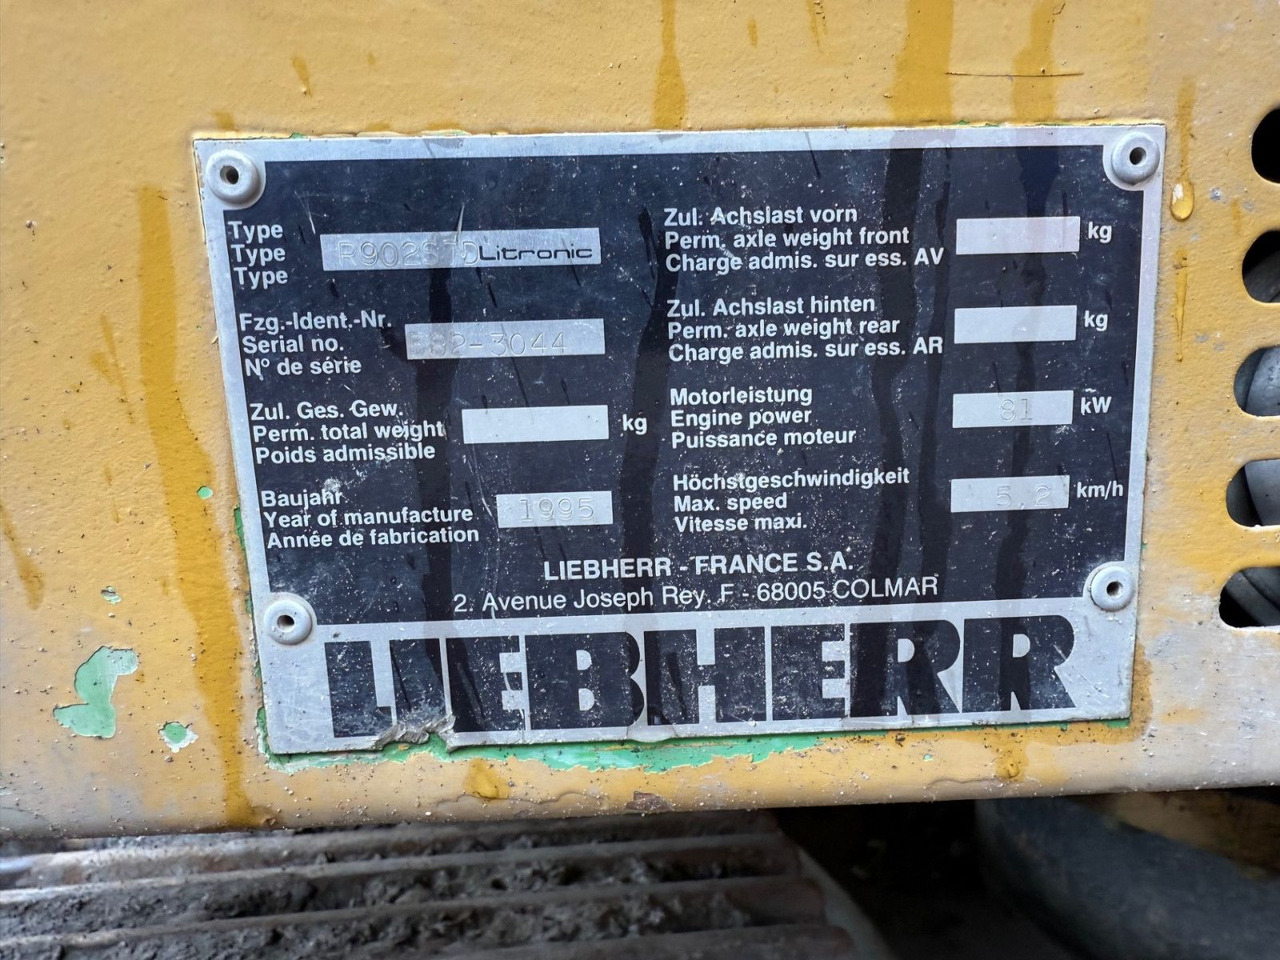 Type
Type
Type
R902STD Litronic
Fzg.-Ident.-Nr.
Serial no.
Nº de série
-3044
Zul. Ges. Gew.
Perm. total weight
Poids admissible
kg
Baujahr
Year of manufacture
Année de fabrication
1995
Zul. Achslast vorn
Perm. axle weight front
Charge admis. sur ess. AV
kg
Zul. Achslast hinten
Perm. axle weight rear
Charge admis. sur ess. AR
kg
Motorleistung
Engine power
Puissance moteur
81 kW
Höchstgeschwindigkeit
Max. speed
Vitesse maxi.
5.2 km/h
LIEBHERR - FRANCE S.A.
2. Avenue Joseph Rey. F - 68005 COLMAR
LIEBHERR